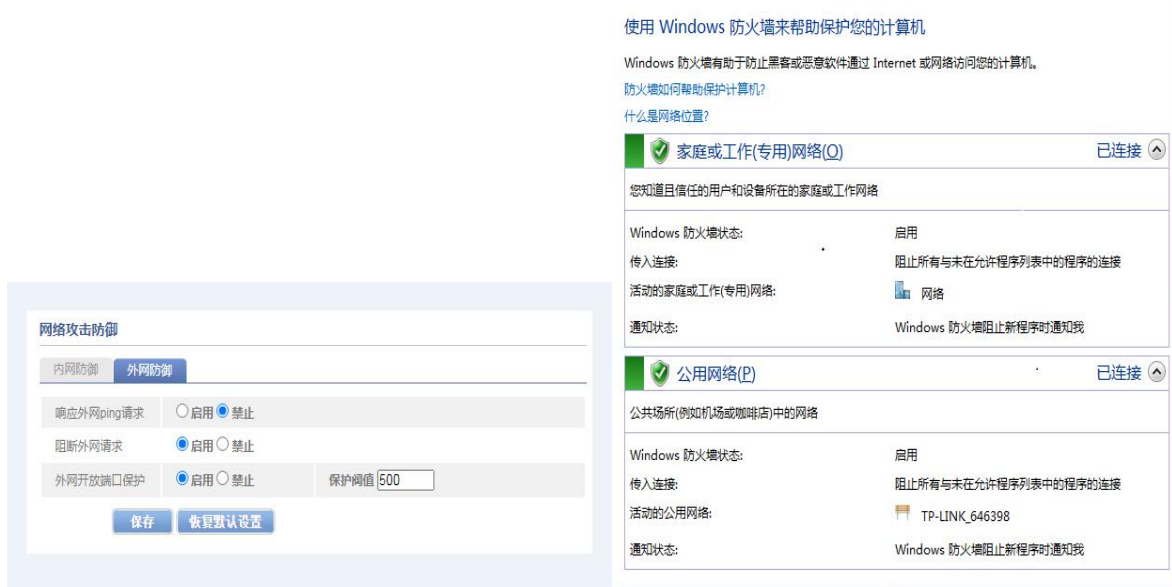 网络攻击防御
内网防御 外网防御
响应外网ping请求 启用 禁止
阻断外网请求 启用 禁止
外网开放端口保护 启用 禁止 保护阀值 500
保存 恢复默认设置
使用 Windows 防火墙来帮助保护您的计算机
Windows 防火墙有助于防止黑客或恶意软件通过 Internet 或网络访问您的计算机。
防火墙如何帮助保护计算机?
什么是网络位置?
家庭或工作(专用)网络(O) 已连接
您知道且信任的用户和设备所在的家庭或工作网络
Windows 防火墙状态: 启用
传入连接: 阻止所有与未在允许程序列表中的程序的连接
活动的家庭或工作(专用)网络: 网络
通知状态: Windows 防火墙阻止新程序时通知我
公用网络(P) 已连接
公共场所(例如机场或咖啡店)中的网络
Windows 防火墙状态: 启用
传入连接: 阻止所有与未在允许程序列表中的程序的连接
活动的公用网络: TP-LINK_646398
通知状态: Windows 防火墙阻止新程序时通知我